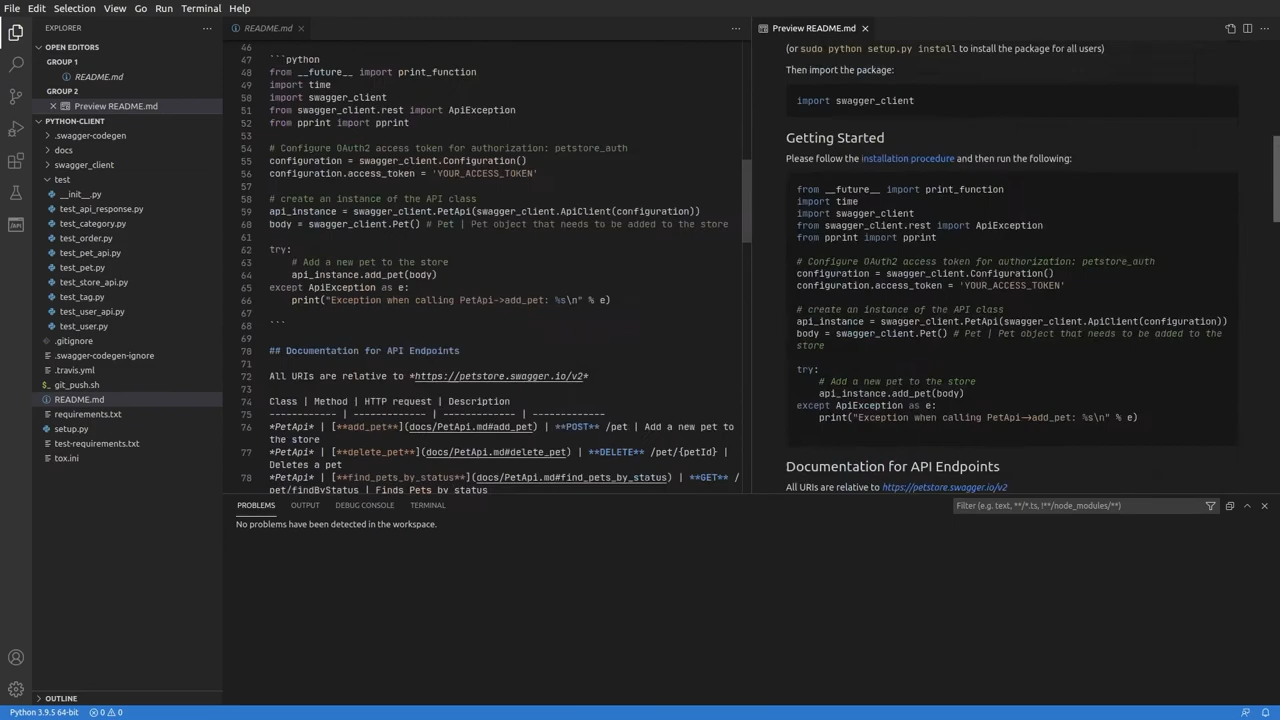 File Edit Selection View Go Run Terminal Help
EXPLORER
OPEN EDITORS
GROUP 1
README.md
GROUP 2
Preview README.md
PYTHON-CLIENT
.swagger-codegen
docs
swagger_client
test
__init__.py
test_api_response.py
test_category.py
test_order.py
test_pet_api.py
test_pet.py
test_store_api.py
test_tag.py
test_user_api.py
test_user.py
.gitignore
.swagger-codegen-ignore
.travis.yml
git_push.sh
README.md
requirements.txt
setup.py
test-requirements.txt
tox.ini
OUTLINE
README.md
46
47 ```python
48 from __future__ import print_function
49 import time
50 import swagger_client
51 from swagger_client.rest import ApiException
52 from pprint import pprint
53
54 # Configure OAuth2 access token for authorization: petstore_auth
55 configuration = swagger_client.Configuration()
56 configuration.access_token = 'YOUR_ACCESS_TOKEN'
57
58 # create an instance of the API class
59 api_instance = swagger_client.PetApi(swagger_client.ApiClient(configuration))
60 body = swagger_client.Pet() # Pet | Pet object that needs to be added to the store
61
62 try:
63 # Add a new pet to the store
64 api_instance.add_pet(body)
65 except ApiException as e:
66 print("Exception when calling PetApi->add_pet: %s\n" % e)
67
68 ```
69
70 ## Documentation for API Endpoints
71
72 All URIs are relative to *https://petstore.swagger.io/v2*
73
74 Class | Method | HTTP request | Description
75 ------------ | ------------- | ------------- | -------------
76 *PetApi* | [**add_pet**](docs/PetApi.md#add_pet) | **POST** /pet | Add a new pet to
the store
77 *PetApi* | [**delete_pet**](docs/PetApi.md#delete_pet) | **DELETE** /pet/{petId} |
Deletes a pet
78 *PetApi* | [**find_pets_by_status**](docs/PetApi.md#find_pets_by_status) | **GET** /
pet/findByStatus | Finds Pets by status
Preview README.md
(or sudo python setup.py install to install the package for all users)
Then import the package:
import swagger_client
Getting Started
Please follow the installation procedure and then run the following:
from __future__ import print_function
import time
import swagger_client
from swagger_client.rest import ApiException
from pprint import pprint
# Configure OAuth2 access token for authorization: petstore_auth
configuration = swagger_client.Configuration()
configuration.access_token = 'YOUR_ACCESS_TOKEN'
# create an instance of the API class
api_instance = swagger_client.PetApi(swagger_client.ApiClient(configuration))
body = swagger_client.Pet() # Pet | Pet object that needs to be added to the
store
try:
# Add a new pet to the store
api_instance.add_pet(body)
except ApiException as e:
print("Exception when calling PetApi->add_pet: %s\n" % e)
Documentation for API Endpoints
All URIs are relative to https://petstore.swagger.io/v2
PROBLEMS OUTPUT DEBUG CONSOLE TERMINAL
Filter (e.g. text, **/*.ts, !**/node_modules/**)
No problems have been detected in the workspace.
Python 3.9.5 64-bit 0 0